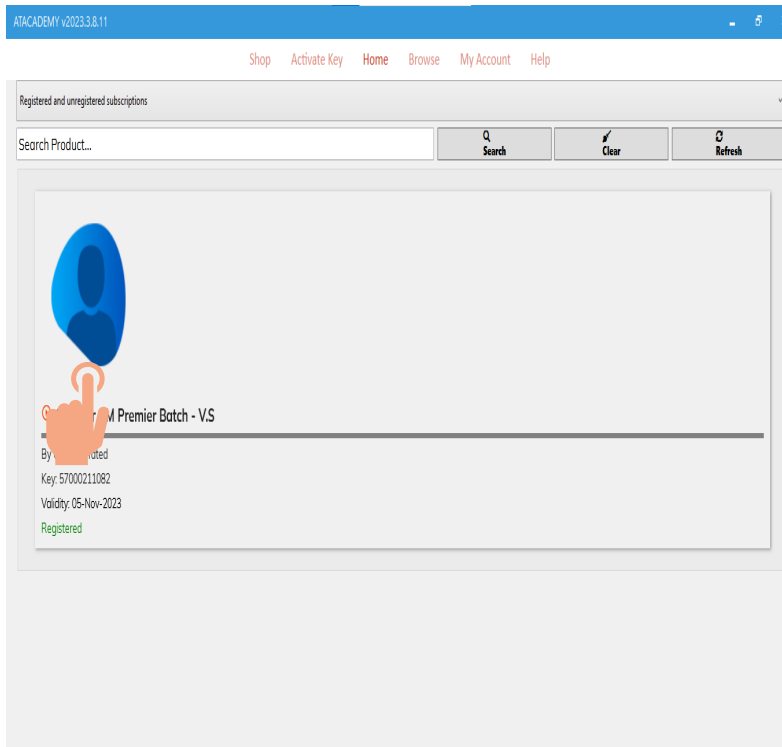 ATACADEMY v2023.3.8.11
Shop Activate Key Home Browse My Account Help
Registered and unregistered subscriptions
Search Product...
Search
Clear
Refresh
Premier Batch - V.S
By
Key: 57000211082
Validity: 05-Nov-2023
Registered